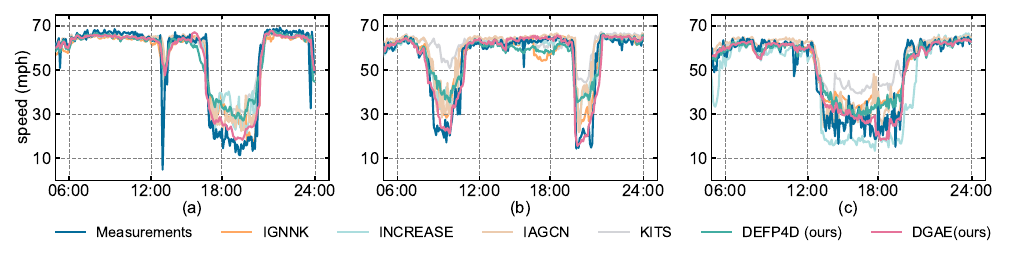 70 70 70
speed (mph)
50 50 50
30 30 30
10 10 10
06:00 12:00 18:00 24:00 06:00 12:00 18:00 24:00 06:00 12:00 18:00 24:00
(a) (b) (c)
Measurements IGNNK INCREASE IAGCN KITS DEFP4D (ours) DGAE(ours)